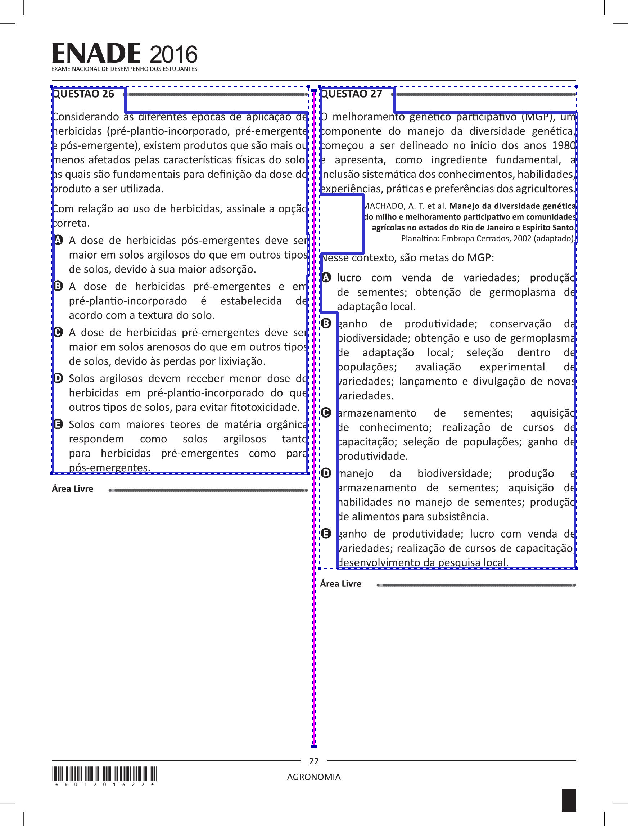 ENADE 2016
EXAME NACIONAL DE DESEMPENHO DOS ESTUDANTES
QUESTÃO 26
Considerando as diferentes épocas de aplicação de
herbicidas (pré-plantio-incorporado, pré-emergente
e pós-emergente), existem produtos que são mais ou
menos afetados pelas características físicas do solo,
as quais são fundamentais para definição da dose do
produto a ser utilizada.
Com relação ao uso de herbicidas, assinale a opção
correta.
A A dose de herbicidas pós-emergentes deve ser
maior em solos argilosos do que em outros tipos
de solos, devido à sua maior adsorção.
B A dose de herbicidas pré-emergentes e em
pré-plantio-incorporado é estabelecida de
acordo com a textura do solo.
C A dose de herbicidas pré-emergentes deve ser
maior em solos arenosos do que em outros tipos
de solos, devido às perdas por lixiviação.
D Solos argilosos devem receber menor dose de
herbicidas em pré-plantio-incorporado do que
outros tipos de solos, para evitar fitotoxicidade.
E Solos com maiores teores de matéria orgânica
respondem como solos argilosos tanto
para herbicidas pré-emergentes como para
pós-emergentes.
Área Livre
QUESTÃO 27
O melhoramento genético participativo (MGP), um
componente do manejo da diversidade genética,
começou a ser delineado no início dos anos 1980
e apresenta, como ingrediente fundamental, a
inclusão sistemática dos conhecimentos, habilidades,
experiências, práticas e preferências dos agricultores.
MACHADO, A. T. et al. Manejo da diversidade genética
do milho e melhoramento participativo em comunidades
agrícolas no estados do Rio de Janeiro e Espírito Santo.
Planaltina: Embrapa Cerrados, 2002 (adaptado).
Nesse contexto, são metas do MGP:
A lucro com venda de variedades; produção
de sementes; obtenção de germoplasma de
adaptação local.
B ganho de produtividade; conservação da
biodiversidade; obtenção e uso de germoplasma
de adaptação local; seleção dentro de
populações; avaliação experimental de
variedades; lançamento e divulgação de novas
variedades.
C armazenamento de sementes; aquisição
de conhecimento; realização de cursos de
capacitação; seleção de populações; ganho de
produtividade.
D manejo da biodiversidade; produção e
armazenamento de sementes; aquisição de
habilidades no manejo de sementes; produção
de alimentos para subsistência.
E ganho de produtividade; lucro com venda de
variedades; realização de cursos de capacitação;
desenvolvimento da pesquisa local.
Área Livre
22
AGRONOMIA